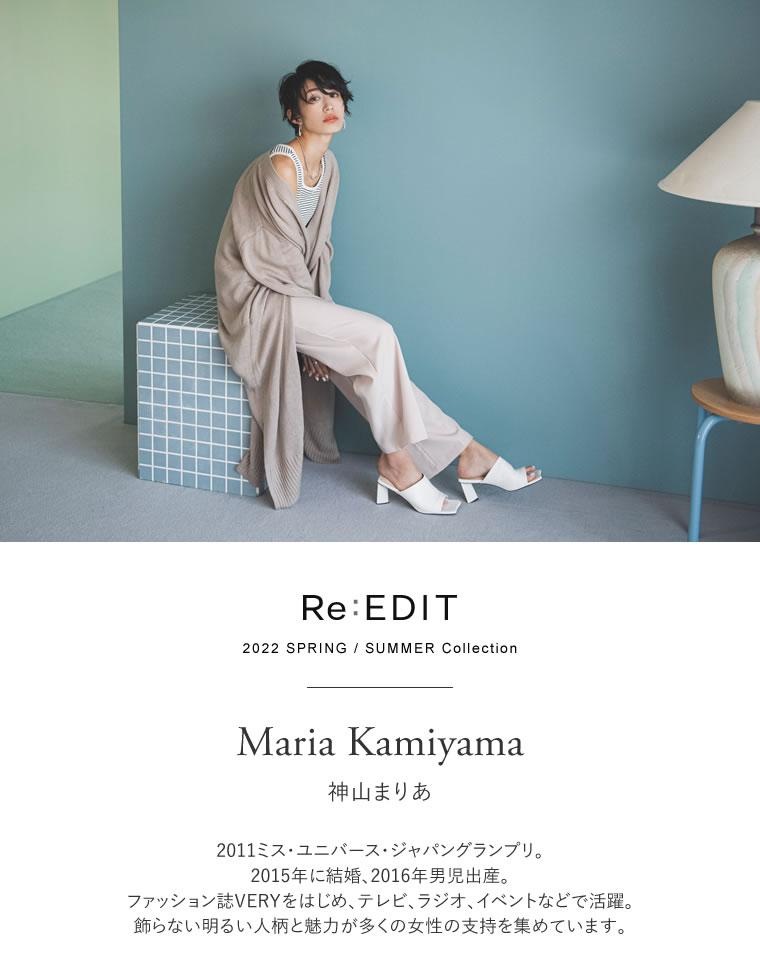 Re:EDIT
2022 SPRING / SUMMER Collection
Maria Kamiyama
神山まりあ
2011ミス・ユニバース・ジャパングランプリ。
2015年に結婚、2016年男児出産。
ファッション誌VERYをはじめ、テレビ、ラジオ、イベントなどで活躍。
飾らない明るい人柄と魅力が多くの女性の支持を集めています。